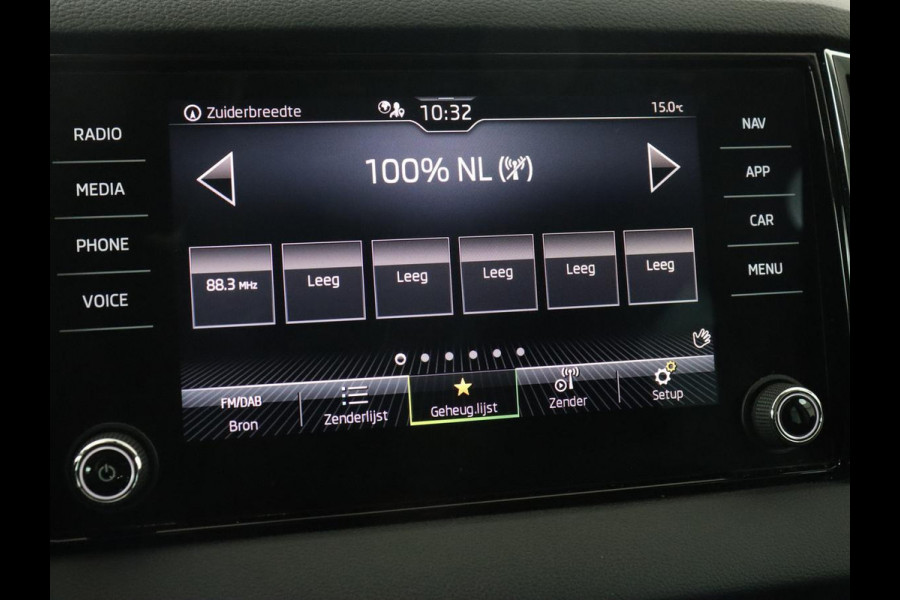 Zuiderbreedte 10:32 15.0°C
RADIO
MEDIA
PHONE
VOICE
100% NL
88.3 MHz Leeg Leeg Leeg Leeg Leeg
FM/DAB
Bron
Zenderlijst
Geheug.lijst
Zender
Setup
NAV
APP
CAR
MENU